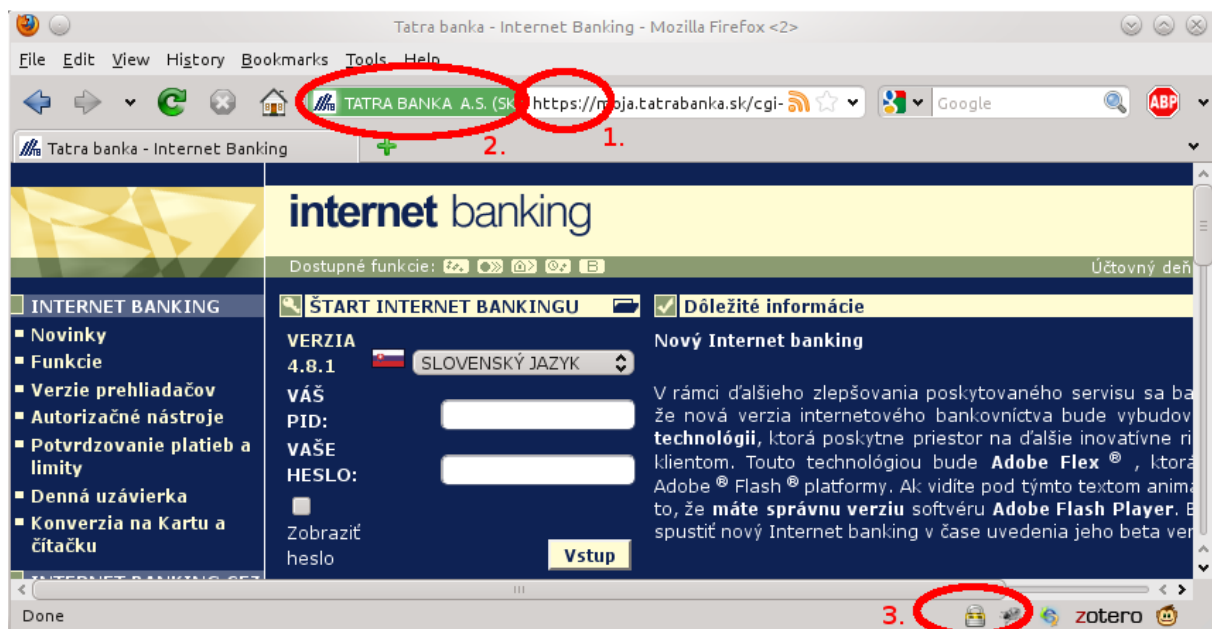 Tatra banka - Internet Banking - Mozilla Firefox <2>
File Edit View History Bookmarks Tools Help
TATRA BANKA A.S. (SK https://moja.tatrabanka.sk/cgi- Google ABP
2. 1.
Tatra banka - Internet Banking
internet banking
Dostupné funkcie: Účtovný deň
INTERNET BANKING
Novinky
Funkcie
Verzie prehliadačov
Autorizačné nástroje
Potvrdzovanie platieb a
limity
Denná uzávierka
Konverzia na Kartu a
čítačku
ŠTART INTERNET BANKINGU
VERZIA
4.8.1 SLOVENSKÝ JAZYK
VÁŠ
PID:
VAŠE
HESLO:
Zobraziť
heslo
Vstup
Dôležité informácie
Nový Internet banking
V rámci ďalšieho zlepšovania poskytovaného servisu sa ba
že nová verzia internetového bankovníctva bude vybudov
technológii, ktorá poskytne priestor na ďalšie inovatívne ri
klientom. Touto technológiou bude Adobe Flex ® , ktorá
Adobe ® Flash ® platformy. Ak vidíte pod týmto textom anima
to, že máte správnu verziu softvéru Adobe Flash Player.
spustiť nový Internet banking v čase uvedenia jeho beta ver
Done 3. zotero